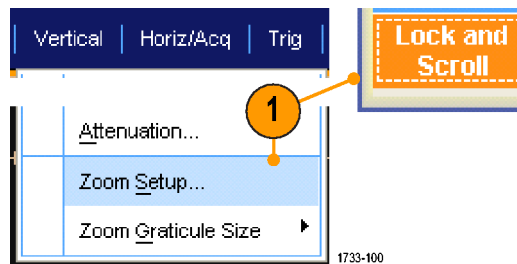 Vertical | Horiz/Acq | Trig |
Lock and
Scroll
1
Attenuation...
Zoom Setup...
Zoom Graticule Size
1733-100